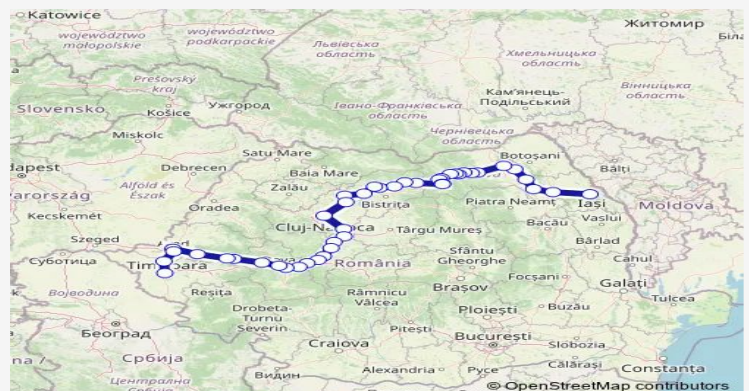 Katowice
Житомир
województwo
małopolskie
województwo
podkarpackie
Львівська
область
Хмельницька
область
Prešovský
kraj
Вінницька
область
Slovensko
Košice
Ужгород
Івано-Франківська
область
Кам'янець-
Подільський
Miskolc
Чернівецька
область
Satu Mare
Botoșani
Bălți
Debrecen
Baia Mare
Alföld és
Észak
Zalău
Bistrița
Piatra Neamț
Iași
Oradea
Moldova
Kecskemét
Cluj-Napoca
Târgu Mureș
Bacău
Vaslui
Szeged
Arad
Bârlad
Суботица
Timișoara
România
Sfântu
Gheorghe
Cahul
Focșani
Војводина
Reșița
Râmnicu
Vâlcea
Brașov
Galați
Tulcea
Drobeta-
Turnu
Severin
Ploiești
Buzău
Београд
Pitești
București
Craiova
Slobozia
Србија
Călărași
Видин
Alexandria
Русе
Constanța
Централна
© OpenStreetMap contributors